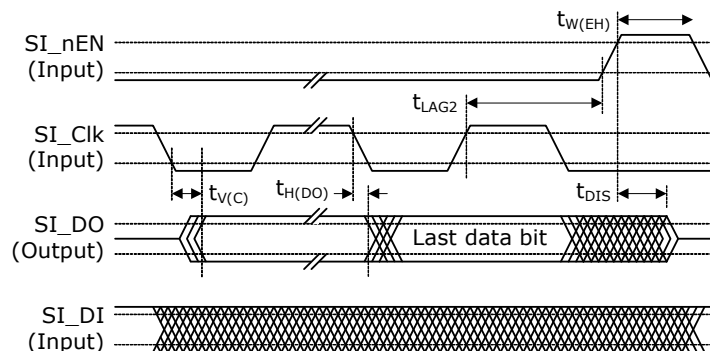 t_W(EH)
SI_nEN
(Input)
t_LAG2
SI_Clk
(Input)
t_V(C)
t_H(DO)
t_DIS
SI_DO
(Output)
Last data bit
SI_DI
(Input)